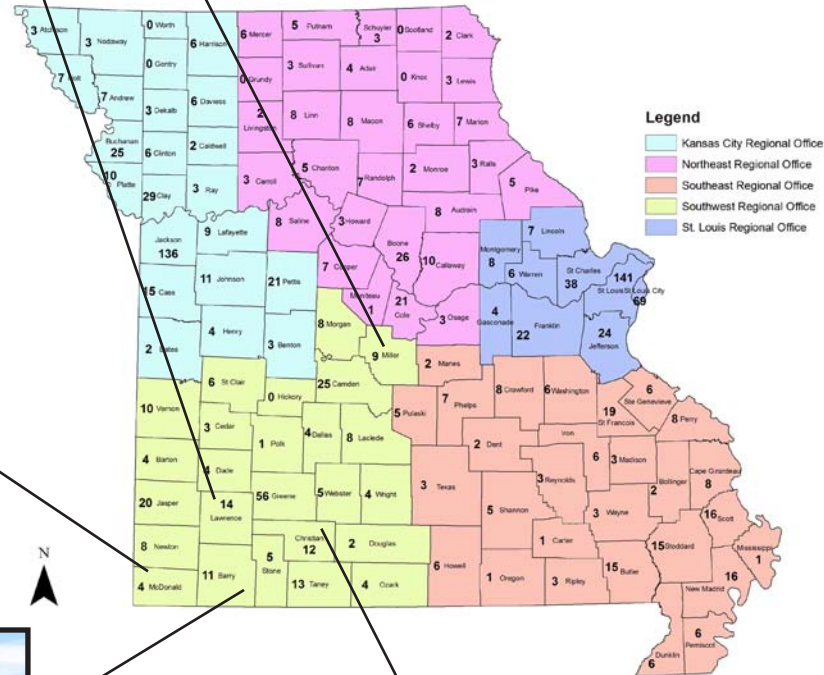 0 Worth
3 Atchison
3 Nodaway
6 Harrison
6 Mercer
5 Putnam
Schuyler
3
0 Scotland
2 Clark
0 Gentry
7 Holt
7 Andrew
3 Dekalb
6 Daviess
0 Grundy
3 Sullivan
4 Adair
0 Knox
3 Lewis
2
Livingston
8 Linn
8 Macon
6 Shelby
7 Marion
Buchanan
25
6 Clinton
2 Caldwell
10
Platte
29 Clay
3 Ray
3 Carroll
5 Chariton
7 Randolph
2 Monroe
3 Ralls
5
Pike
8
Audrain
Jackson
136
9 Lafayette
8 Saline
3 Howard
Boone
26
10 Callaway
Montgomery
8
7 Lincoln
6 Warren
St Charles
38
141
St Louis
St Louis City
69
15 Cass
11 Johnson
21 Pettis
7 Cooper
Moniteau
1
21
Cole
3 Osage
4
Gasconade
22
Franklin
24
Jefferson
2 Bates
4 Henry
3 Benton
8 Morgan
9 Miller
2 Maries
25 Camden
6 St Clair
0 Hickory
10 Vernon
3 Cedar
1 Polk
4 Dallas
8 Laclede
5 Pulaski
7
Phelps
8 Crawford
6 Washington
19
St Francois
6
Ste Genevieve
8 Perry
Iron
6
3 Madison
2
Bollinger
Cape Girardeau
8
4 Barton
4 Dade
20 Jasper
14
Lawrence
56 Greene
5 Webster
4 Wright
3 Texas
2 Dent
3 Reynolds
5
Shannon
3 Wayne
16 Scott
Mississippi
1
15 Stoddard
16
New Madrid
8 Newton
4 McDonald
11 Barry
5
Stone
Christian
12
2 Douglas
13 Taney
4 Ozark
6 Howell
1 Oregon
1 Carter
3 Ripley
15 Butler
6
Pemiscot
Dunklin
6
Legend
Kansas City Regional Office
Northeast Regional Office
Southeast Regional Office
Southwest Regional Office
St. Louis Regional Office
N